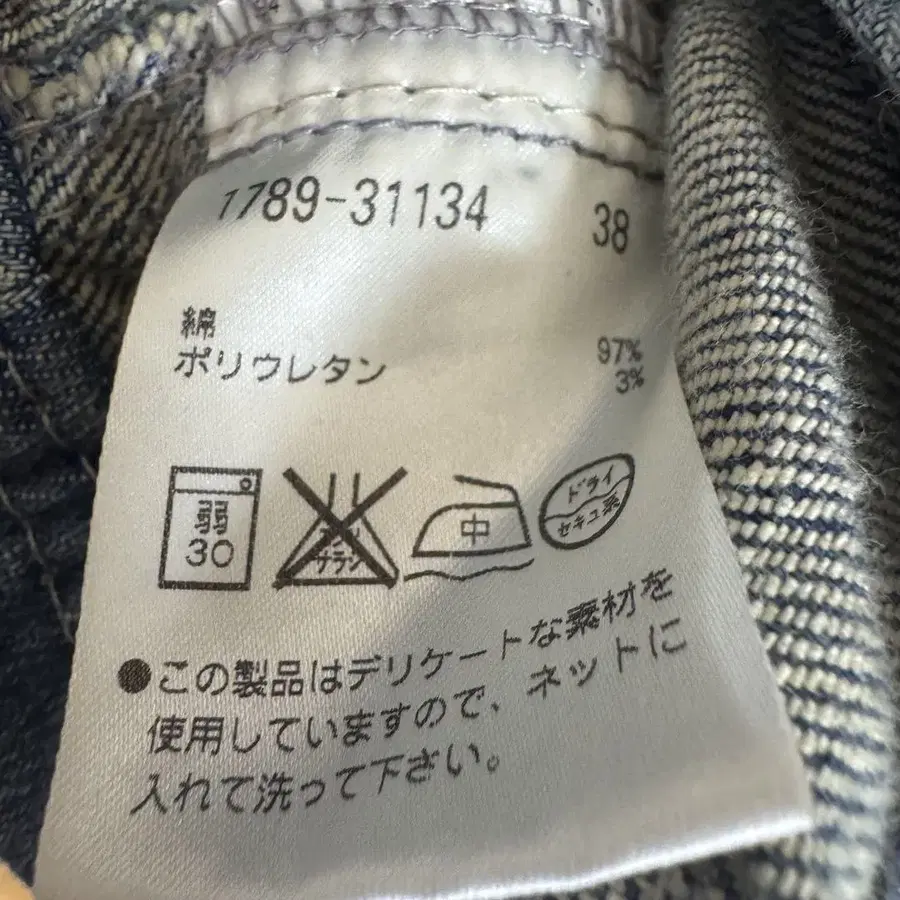 1789-31134 38
綿 97%
ポリウレタン 3%
30
中
ドライ
セキユ系
●この製品はデリケートな素材を
使用していますので、ネットに
入れて洗って下さい。